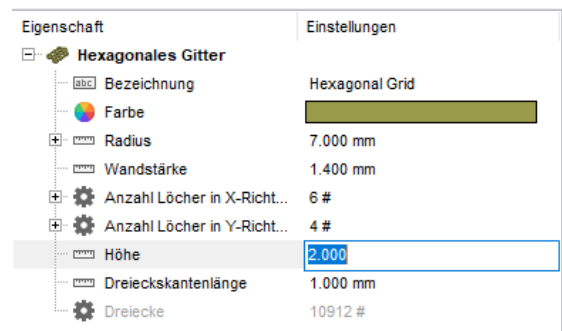 Eigenschaft Einstellungen
Hexagonales Gitter
abc Bezeichnung Hexagonal Grid
Farbe
Radius 7.000 mm
Wandstärke 1.400 mm
Anzahl Löcher in X-Richt... 6 #
Anzahl Löcher in Y-Richt... 4 #
Höhe 2.000
Dreieckskantenlänge 1.000 mm
Dreiecke 10912 #